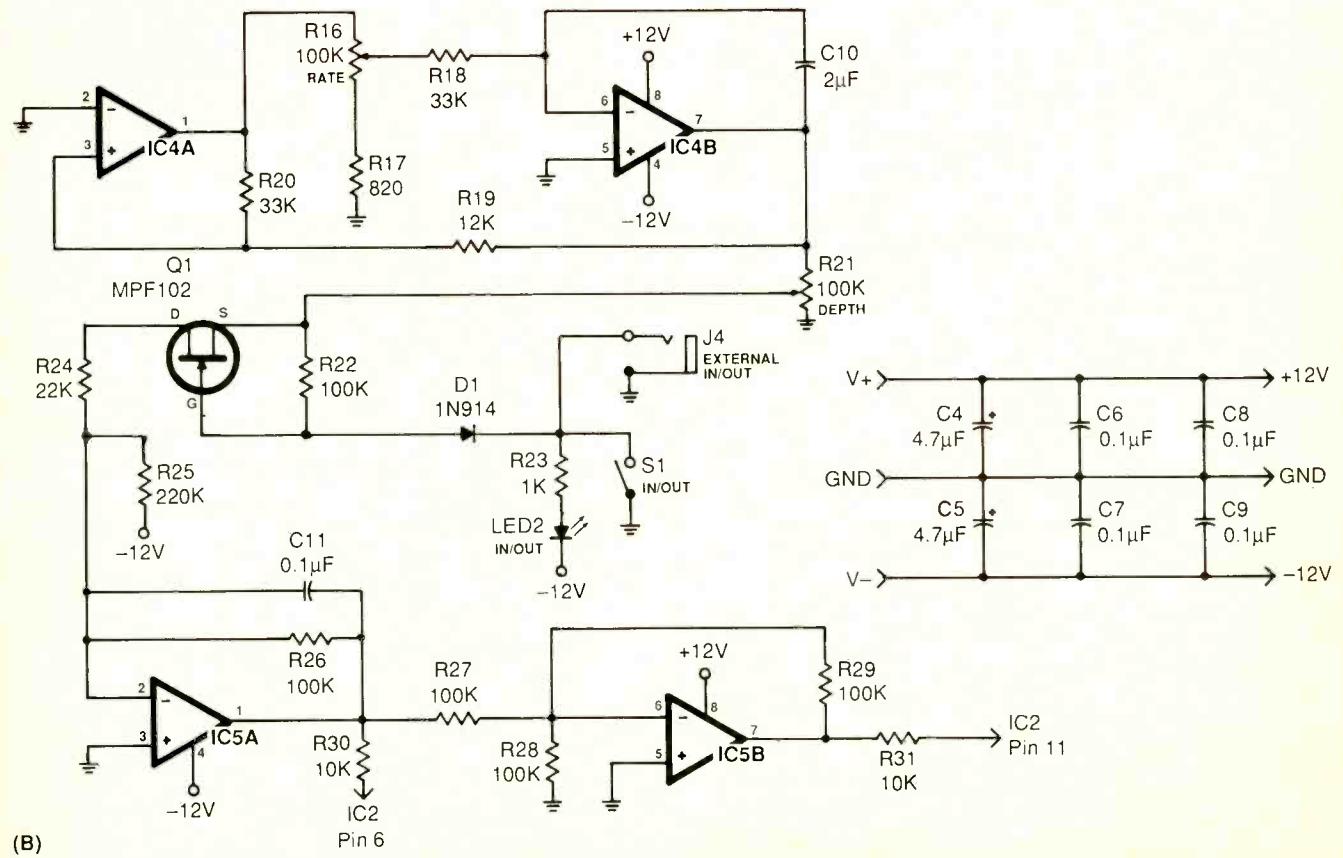 R16
100K
RATE
R18
33K
+12V
C10
2µF
2
−
1
3
+
IC4A
R20
33K
R17
820
6
−
8
7
5
+
4
IC4B
−12V
R19
12K
Q1
MPF102
D
S
G
R21
100K
DEPTH
R24
22K
R22
100K
D1
1N914
J4
EXTERNAL
IN/OUT
R25
220K
−12V
R23
1K
S1
IN/OUT
LED2
IN/OUT
−12V
V+
+12V
C4
4.7µF
+
C6
0.1µF
C8
0.1µF
GND
GND
C5
4.7µF
+
C7
0.1µF
C9
0.1µF
V−
−12V
C11
0.1µF
R26
100K
2
−
1
3
+
4
IC5A
−12V
R30
10K
IC2
Pin 6
R27
100K
R28
100K
+12V
6
−
8
7
5
+
IC5B
R29
100K
R31
10K
IC2
Pin 11
(B)